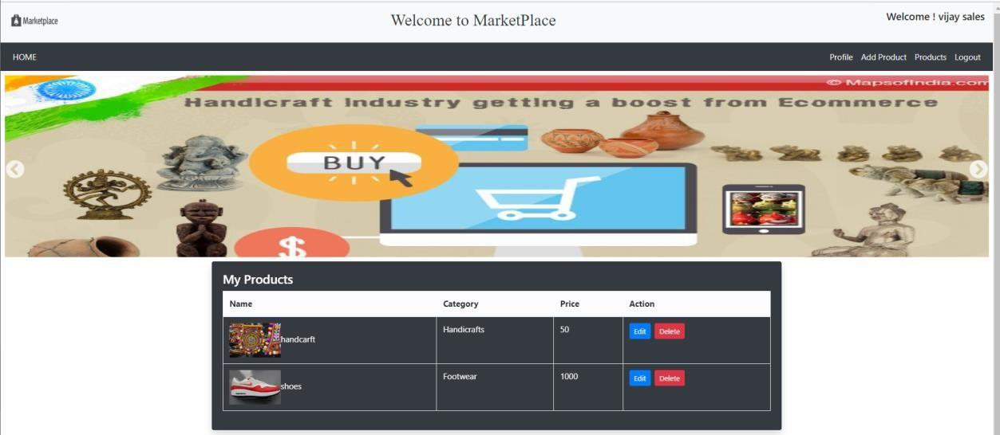 Marketplace
Welcome to MarketPlace
Welcome ! vijay sales
HOME
Profile Add Product Products Logout
© MapsofIndia.com
Handicraft Industry getting a boost from Ecommerce
BUY
$
My Products
Name Category Price Action
handcarft Handicrafts 50 Edit Delete
shoes Footwear 1000 Edit Delete